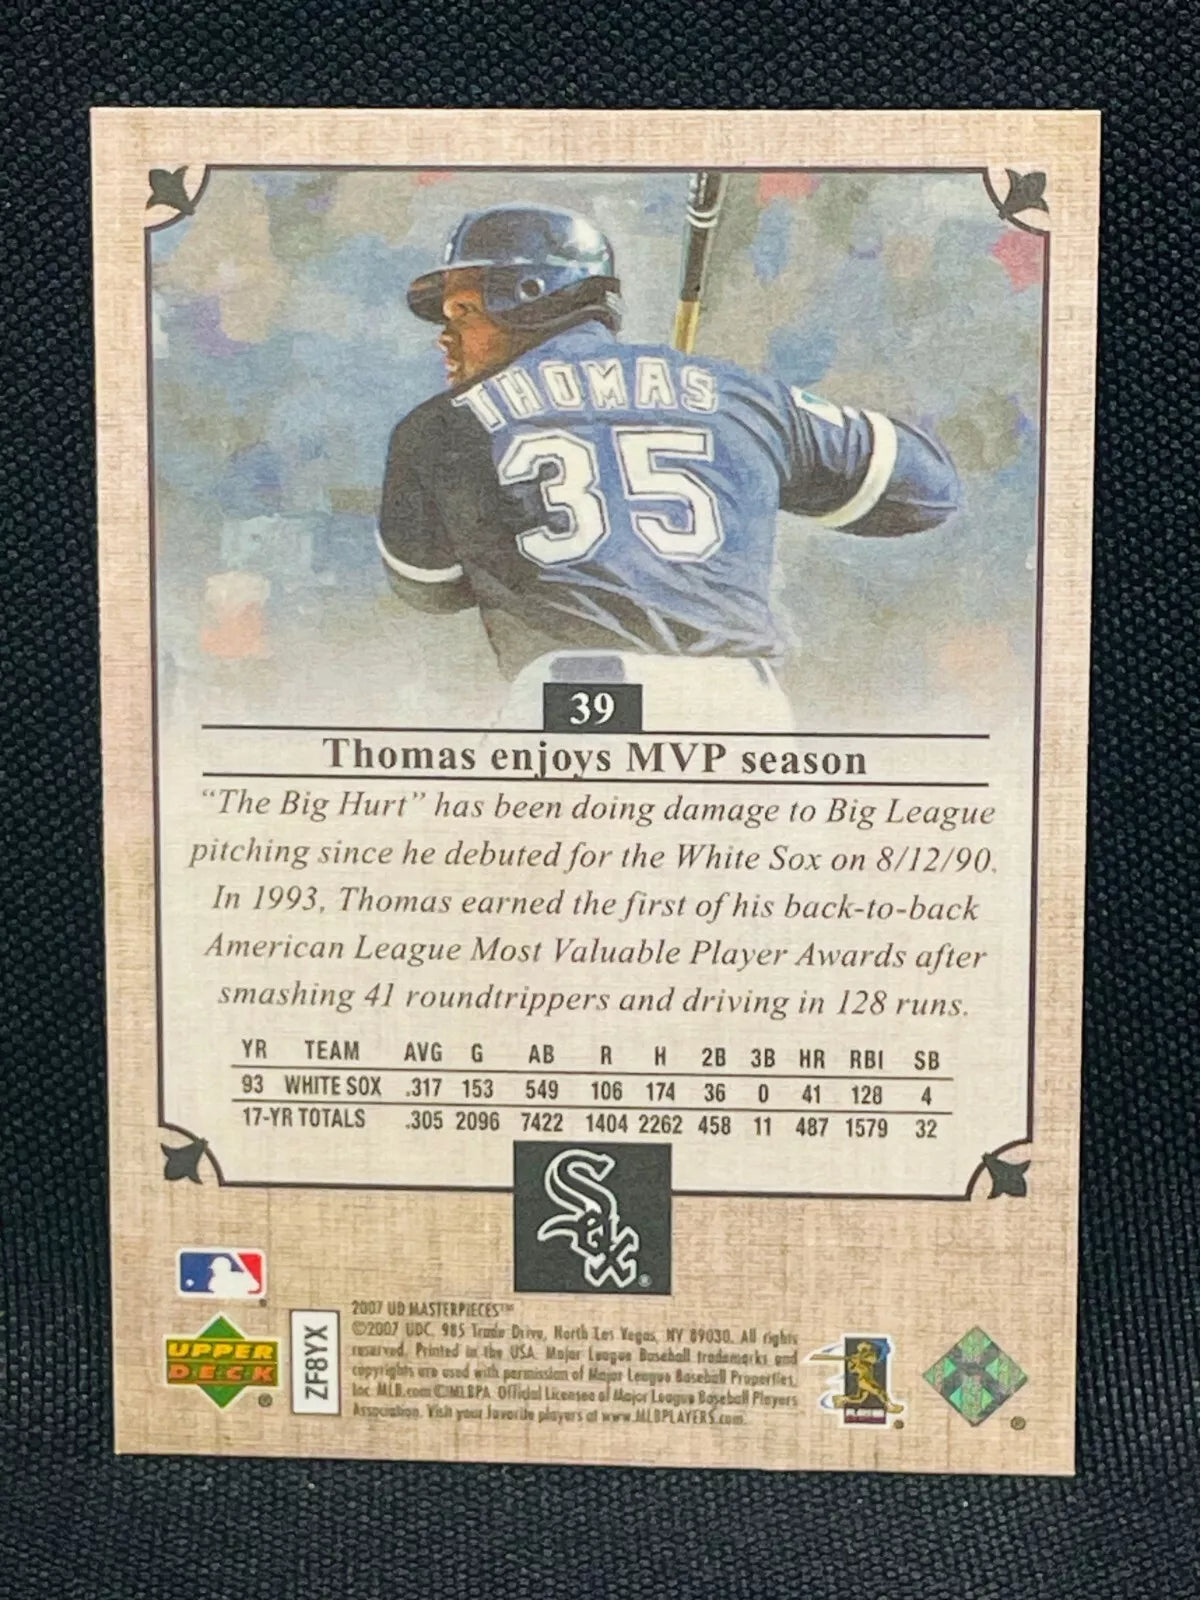 THOMAS
35
39
Thomas enjoys MVP season
“The Big Hurt” has been doing damage to Big League
pitching since he debuted for the White Sox on 8/12/90.
In 1993, Thomas earned the first of his back-to-back
American League Most Valuable Player Awards after
smashing 41 roundtrippers and driving in 128 runs.
YR TEAM AVG G AB R H 2B 3B HR RBI SB
93 WHITE SOX .317 153 549 106 174 36 0 41 128 4
17-YR TOTALS .305 2096 7422 1404 2262 458 11 487 1579 32
Sox®
UPPER
DECK
ZF8YX
2007 UD MASTERPIECES™
©2007 UDC, 985 Trade Drive, North Las Vegas, NV 89030. All rights
reserved. Printed in the USA. Major League Baseball trademarks and
copyrights are used with permission of Major League Baseball Properties,
Inc. MLB.com ©MLBPA. Official Licensee of Major League Baseball Players
Association. Visit your favorite players at www.MLBPLAYERS.com.